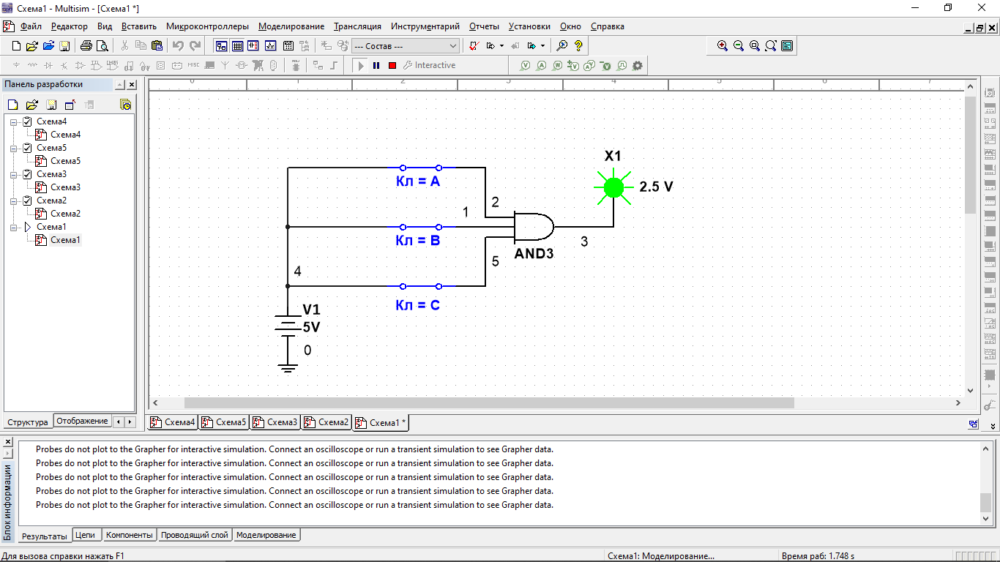 Схема1 - Multisim - [Схема1 *]
Файл Редактор Вид Вставить Микроконтроллеры Моделирование Трансляция Инструментарий Отчеты Установки Окно Справка
--- Состав ---
MISC Interactive
Панель разработки
0 1 2 3 4 5 6 7
Схема4
Схема4
Схема5
Схема5
Схема3
Схема3
Схема2
Схема2
Схема1
Схема1
X1
2.5 V
Кл = A
2
1
Кл = B
3
AND3
5
4
Кл = C
V1
5V
0
Структура Отображение
Схема4 Схема5 Схема3 Схема2 Схема1 *
Probes do not plot to the Grapher for interactive simulation. Connect an oscilloscope or run a transient simulation to see Grapher data.
Probes do not plot to the Grapher for interactive simulation. Connect an oscilloscope or run a transient simulation to see Grapher data.
Probes do not plot to the Grapher for interactive simulation. Connect an oscilloscope or run a transient simulation to see Grapher data.
Probes do not plot to the Grapher for interactive simulation. Connect an oscilloscope or run a transient simulation to see Grapher data.
Probes do not plot to the Grapher for interactive simulation. Connect an oscilloscope or run a transient simulation to see Grapher data.
Блок информации
Результаты Цепи Компоненты Проводящий слой Моделирование
Для вызова справки нажать F1 Схема1: Моделирование... Время раб: 1.748 s